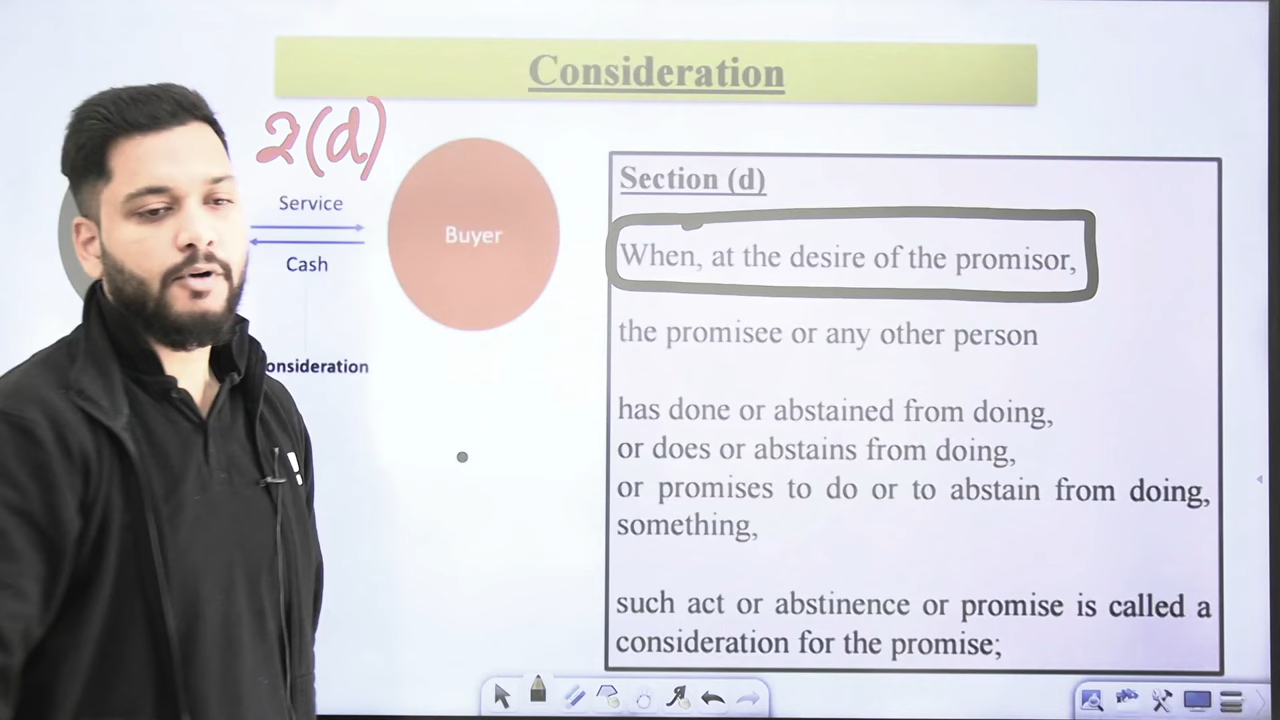 Consideration
2(d)
Service
Cash
onsideration
Buyer
Section (d)
When, at the desire of the promisor,
the promisee or any other person
has done or abstained from doing,
or does or abstains from doing,
or promises to do or to abstain from doing,
something,
such act or abstinence or promise is called a
consideration for the promise;